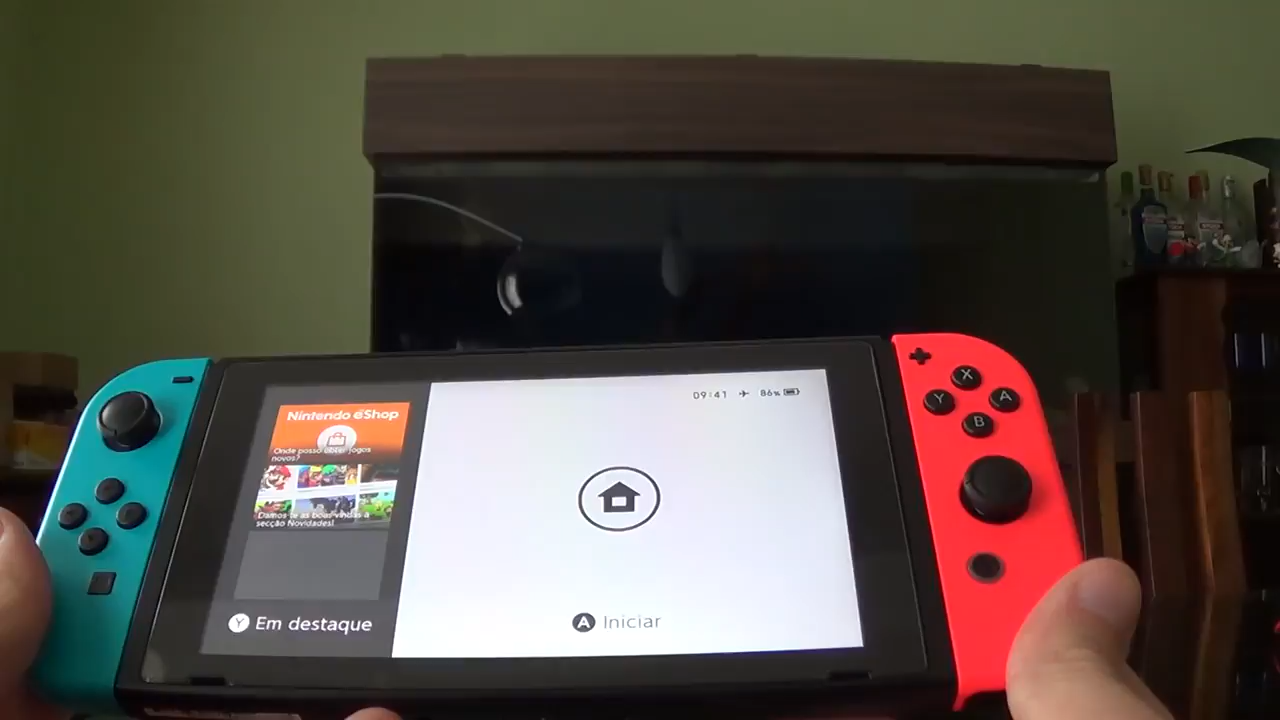 Nintendo eShop
Onde posso obter jogos
novos?
Damos-te as boas-vindas à
secção Novidades!
Y Em destaque
09:41 86%
A Iniciar
X
Y A
B